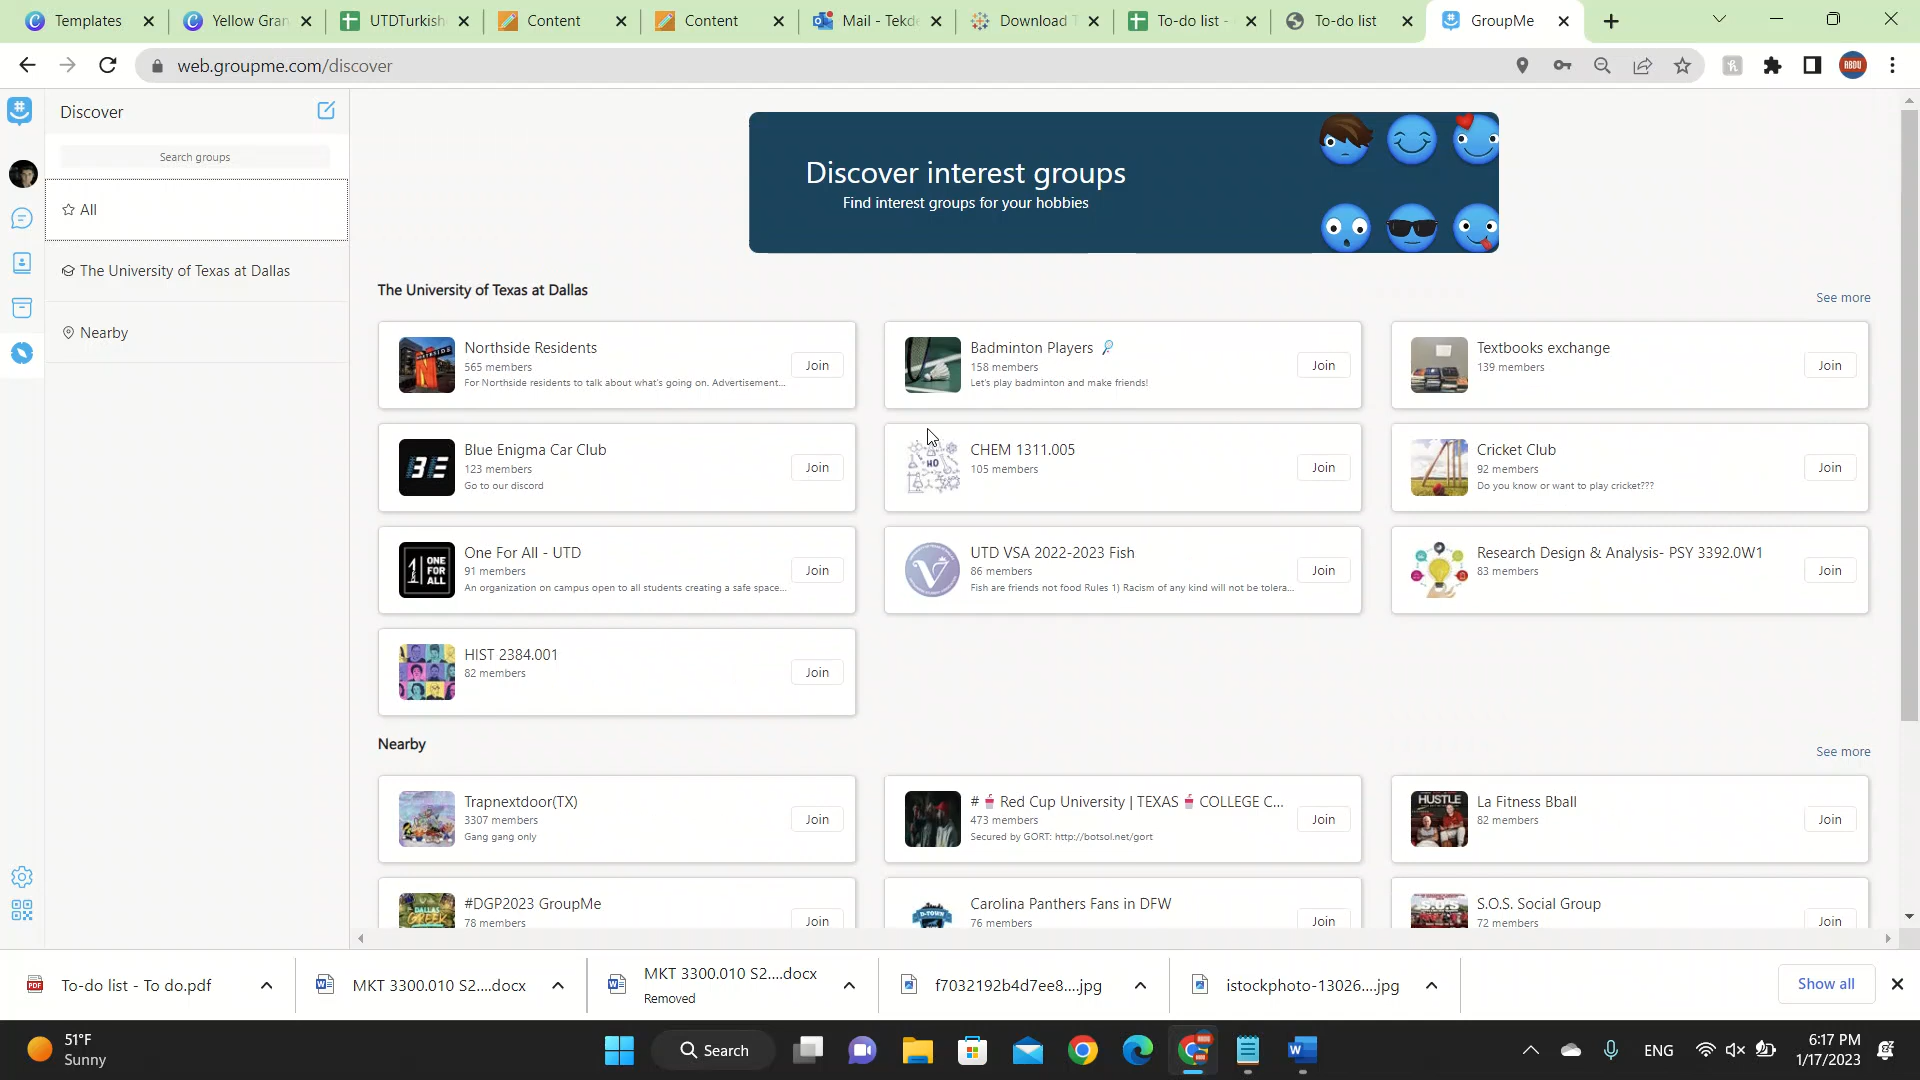 Templates
Yellow Gran
UTDTurkish
Content
Content
Mail - Tekde
Download T
To-do list -
To-do list
GroupMe
web.groupme.com/discover
ABDU
Discover
Search groups
All
The University of Texas at Dallas
Nearby
Discover interest groups
Find interest groups for your hobbies
The University of Texas at Dallas
See more
Northside Residents
565 members
For Northside residents to talk about what's going on. Advertisement...
Join
Badminton Players
158 members
Let's play badminton and make friends!
Join
Textbooks exchange
139 members
Join
BE
Blue Enigma Car Club
123 members
Go to our discord
Join
CHEM 1311.005
105 members
Join
Cricket Club
92 members
Do you know or want to play cricket???
Join
1 ONE FOR ALL
One For All - UTD
91 members
An organization on campus open to all students creating a safe space...
Join
UTD VSA 2022-2023 Fish
86 members
Fish are friends not food Rules 1) Racism of any kind will not be tolera...
Join
Research Design & Analysis- PSY 3392.0W1
83 members
Join
HIST 2384.001
82 members
Join
Nearby
See more
Trapnextdoor(TX)
3307 members
Gang gang only
Join
# Red Cup University | TEXAS COLLEGE C...
473 members
Secured by GORT: http://botsol.net/gort
Join
HUSTLE
La Fitness Bball
82 members
Join
#DGP2023 GroupMe
78 members
Join
Carolina Panthers Fans in DFW
76 members
Join
S.O.S. Social Group
72 members
Join
To-do list - To do.pdf
MKT 3300.010 S2....docx
MKT 3300.010 S2....docx
Removed
f7032192b4d7ee8....jpg
istockphoto-13026....jpg
Show all
51°F
Sunny
Search
ENG
6:17 PM
1/17/2023